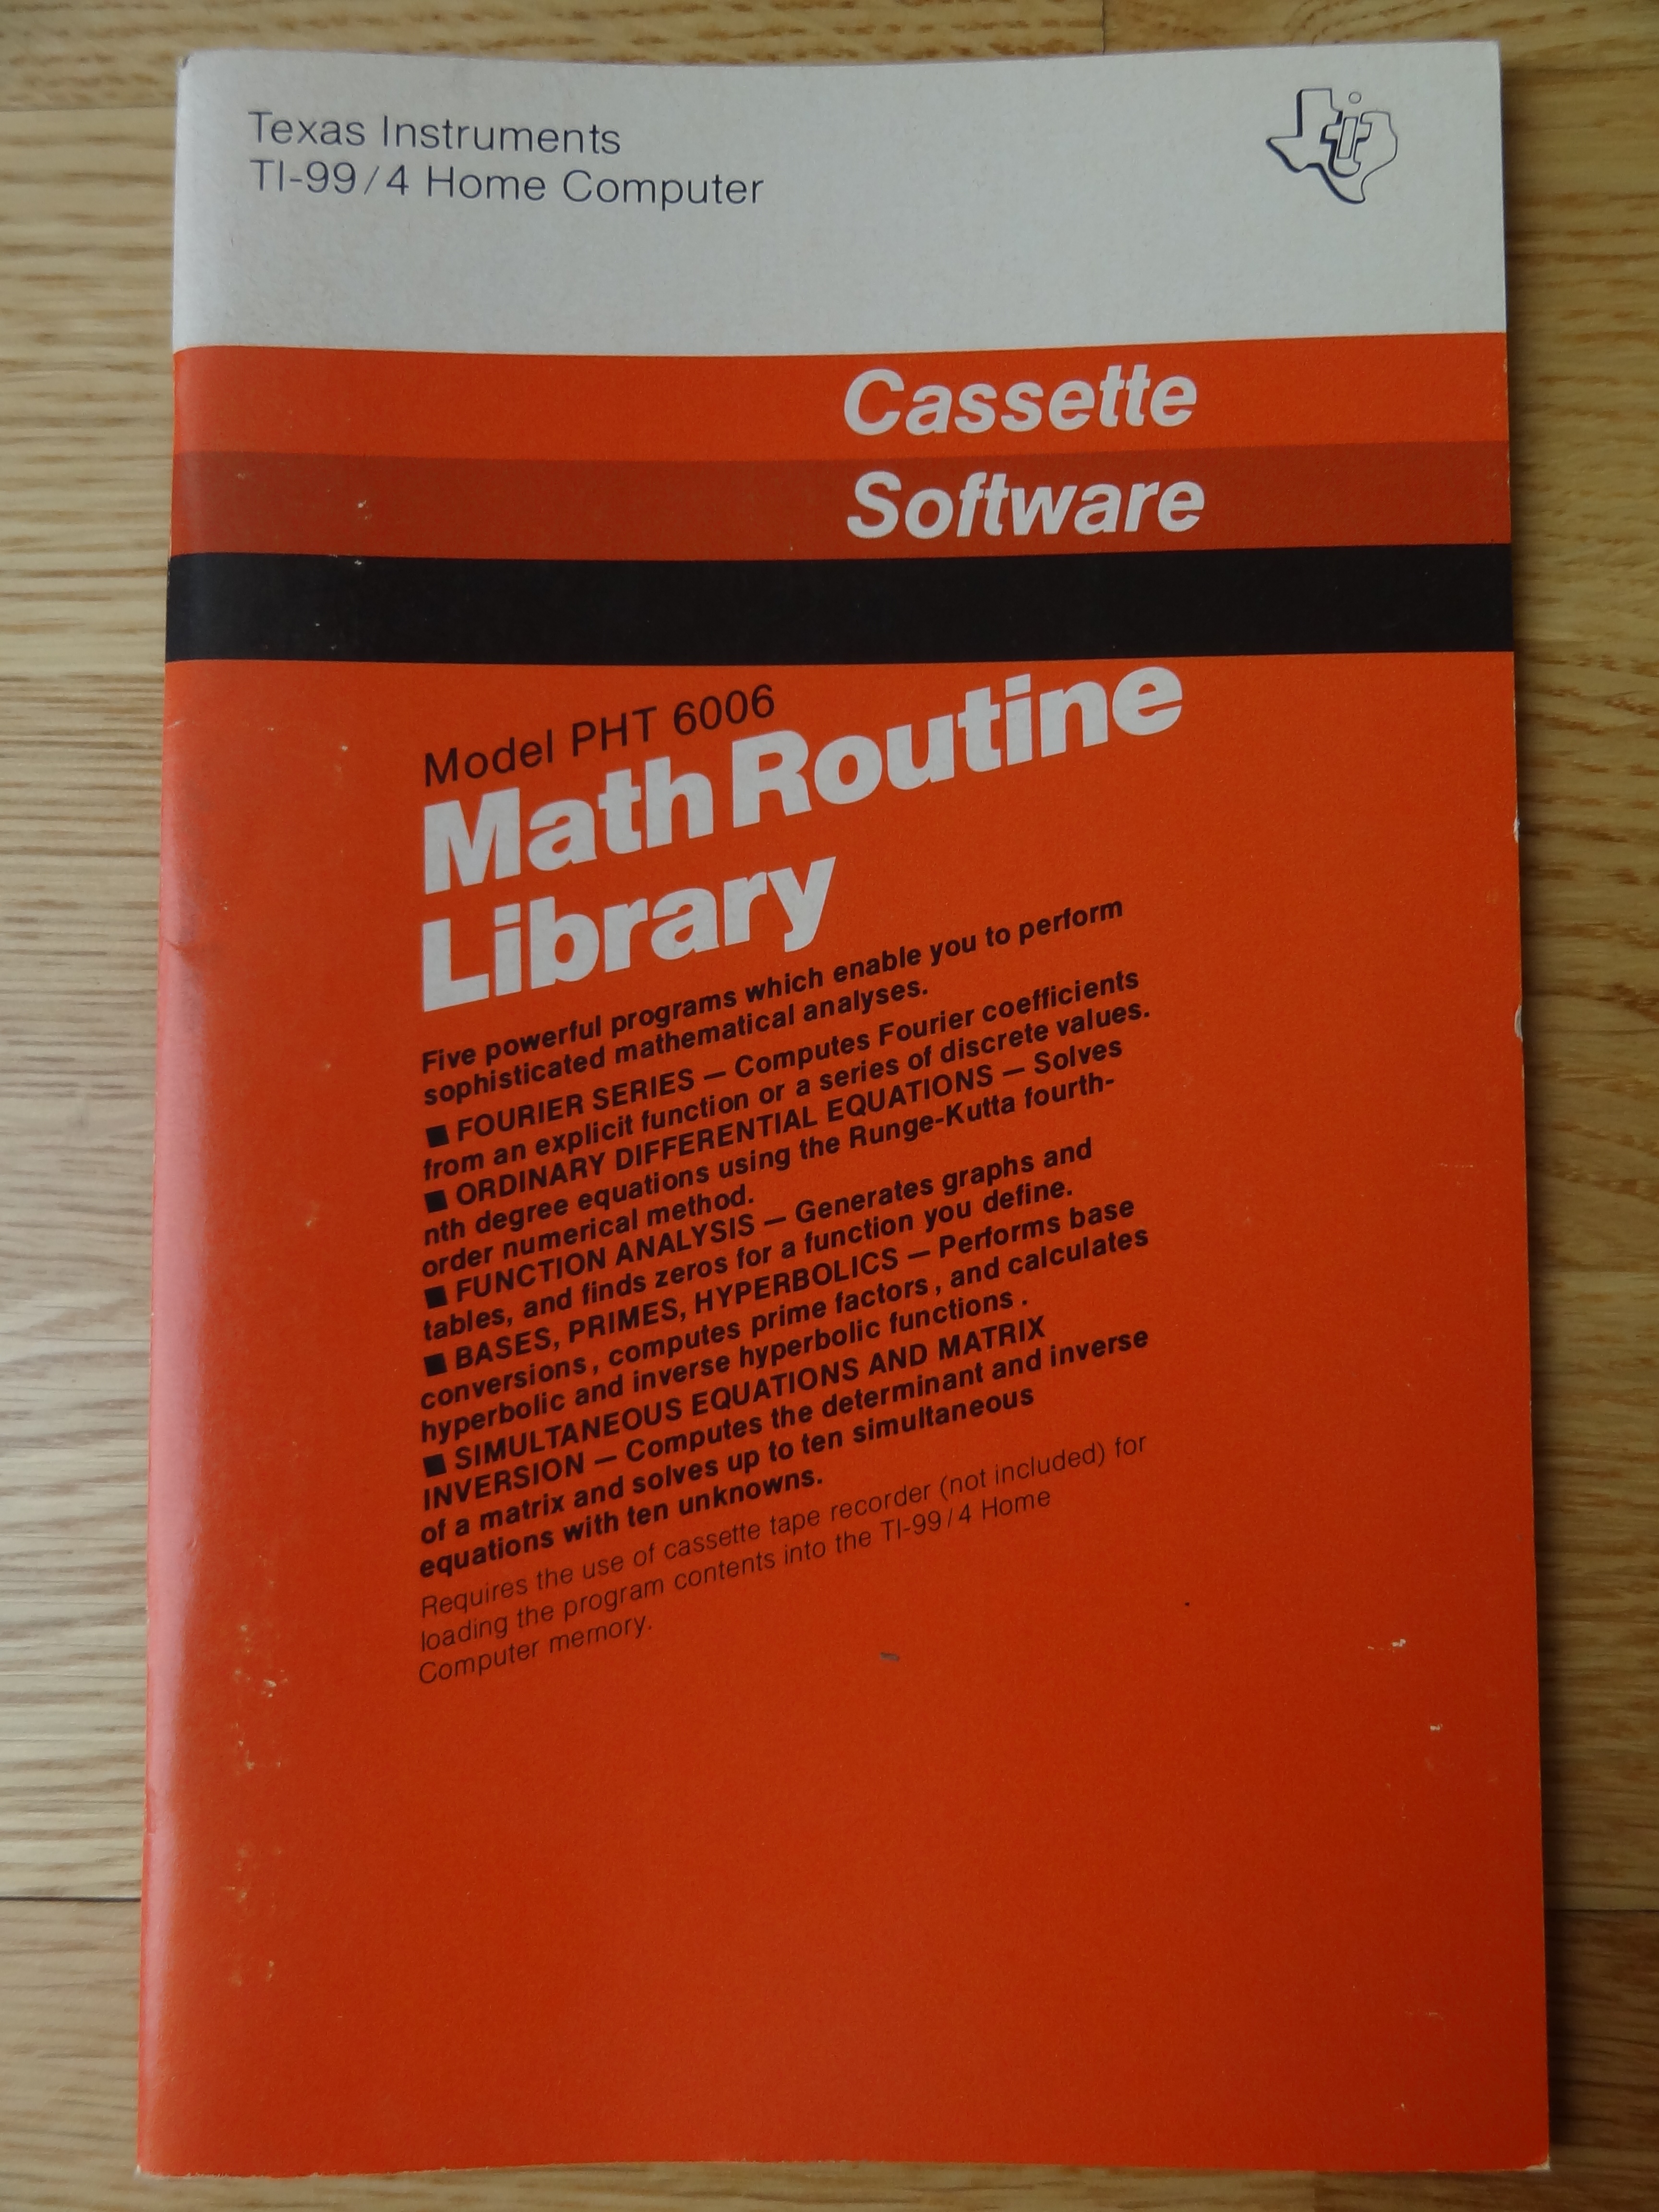 Texas Instruments
TI-99/4 Home Computer
Cassette
Software
Model PHT 6006
Math Routine
Library
Five powerful programs which enable you to perform
sophisticated mathematical analyses.
■ FOURIER SERIES — Computes Fourier coefficients
from an explicit function or a series of discrete values.
■ ORDINARY DIFFERENTIAL EQUATIONS — Solves
nth degree equations using the Runge-Kutta fourth-
order numerical method.
■ FUNCTION ANALYSIS — Generates graphs and
tables, and finds zeros for a function you define.
■ BASES, PRIMES, HYPERBOLICS — Performs base
conversions, computes prime factors, and calculates
hyperbolic and inverse hyperbolic functions.
■ SIMULTANEOUS EQUATIONS AND MATRIX
INVERSION — Computes the determinant and inverse
of a matrix and solves up to ten simultaneous
equations with ten unknowns.
Requires the use of cassette tape recorder (not included) for
loading the program contents into the TI-99/4 Home
Computer memory.